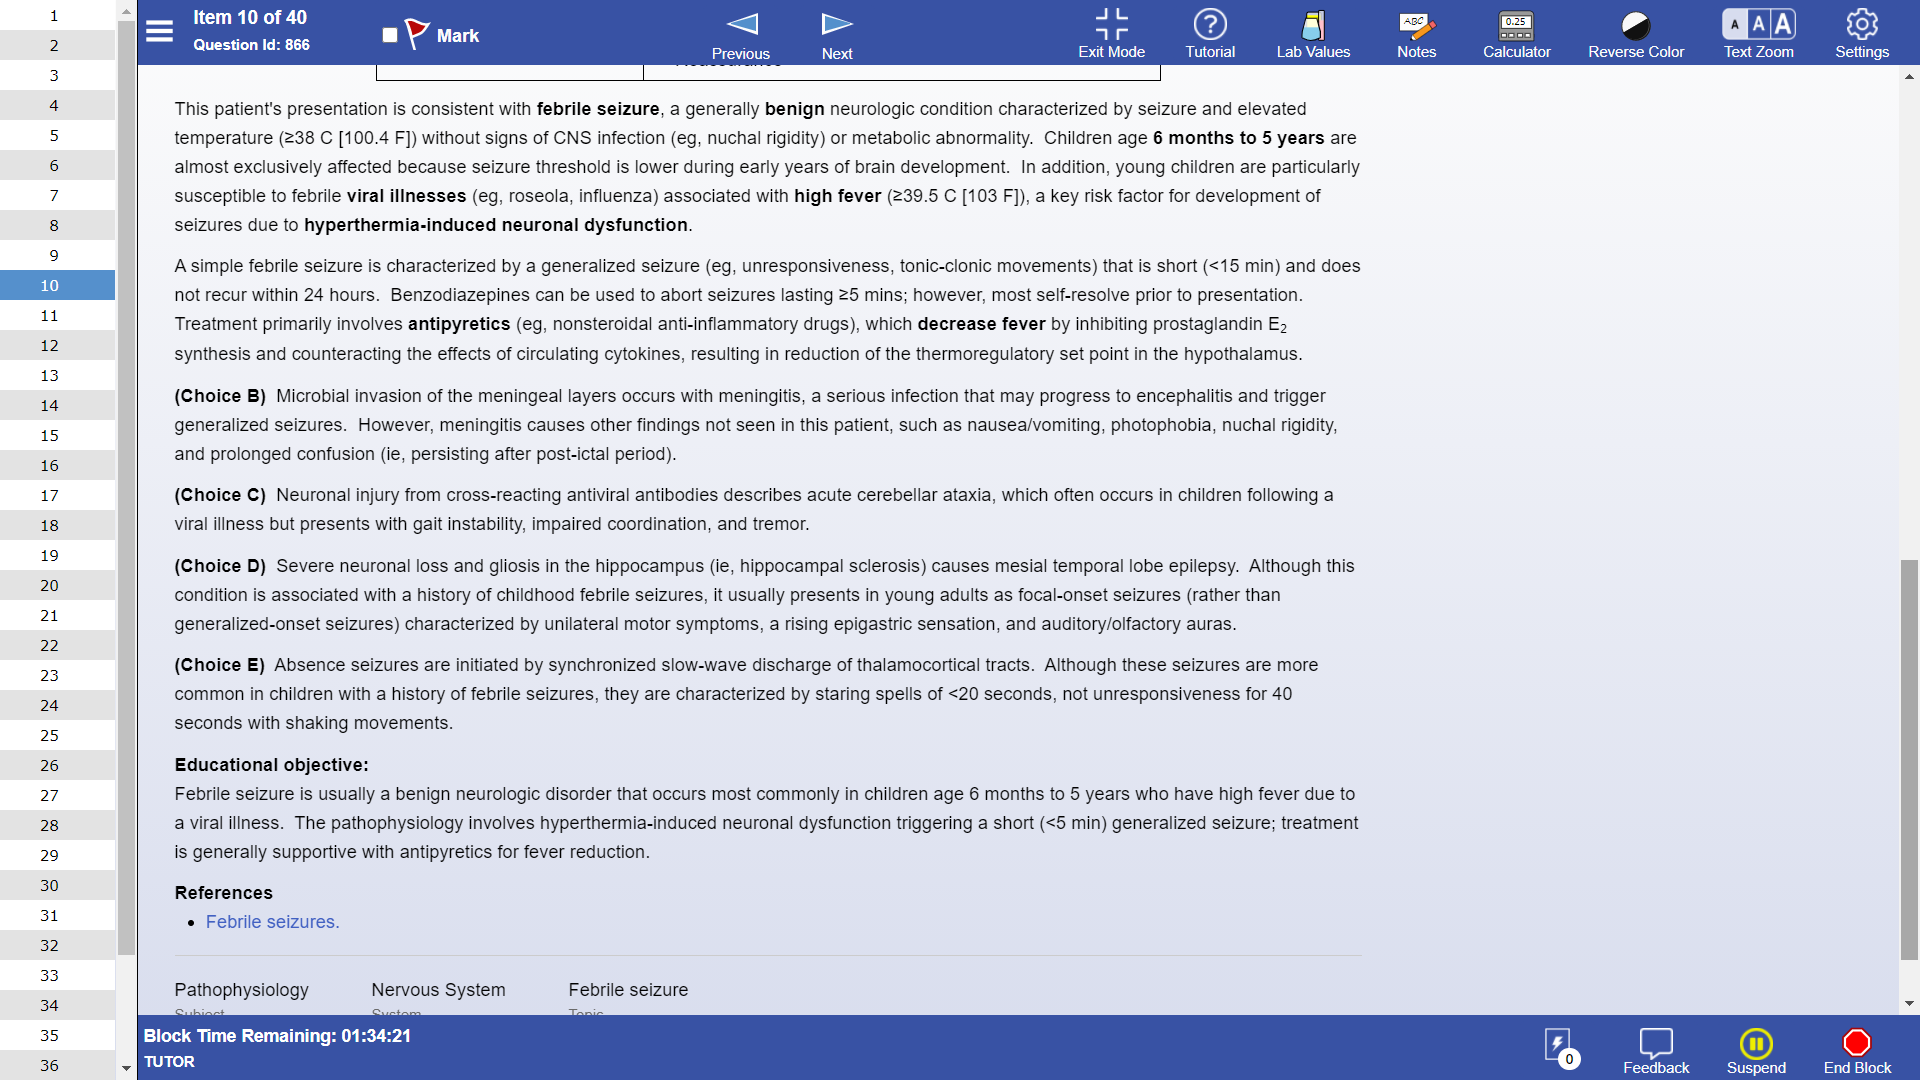 Item 10 of 40
Question Id: 866
Mark
Previous
Next
Exit Mode
Tutorial
Lab Values
ABC
Notes
0.25
Calculator
Reverse Color
A A A
Text Zoom
Settings
1
2
3
4
5
6
7
8
9
10
11
12
13
14
15
16
17
18
19
20
21
22
23
24
25
26
27
28
29
30
31
32
33
34
35
36
This patient's presentation is consistent with febrile seizure, a generally benign neurologic condition characterized by seizure and elevated
temperature (≥38 C [100.4 F]) without signs of CNS infection (eg, nuchal rigidity) or metabolic abnormality. Children age 6 months to 5 years are
almost exclusively affected because seizure threshold is lower during early years of brain development. In addition, young children are particularly
susceptible to febrile viral illnesses (eg, roseola, influenza) associated with high fever (≥39.5 C [103 F]), a key risk factor for development of
seizures due to hyperthermia-induced neuronal dysfunction.
A simple febrile seizure is characterized by a generalized seizure (eg, unresponsiveness, tonic-clonic movements) that is short (<15 min) and does
not recur within 24 hours. Benzodiazepines can be used to abort seizures lasting ≥5 mins; however, most self-resolve prior to presentation.
Treatment primarily involves antipyretics (eg, nonsteroidal anti-inflammatory drugs), which decrease fever by inhibiting prostaglandin E₂
synthesis and counteracting the effects of circulating cytokines, resulting in reduction of the thermoregulatory set point in the hypothalamus.
(Choice B) Microbial invasion of the meningeal layers occurs with meningitis, a serious infection that may progress to encephalitis and trigger
generalized seizures. However, meningitis causes other findings not seen in this patient, such as nausea/vomiting, photophobia, nuchal rigidity,
and prolonged confusion (ie, persisting after post-ictal period).
(Choice C) Neuronal injury from cross-reacting antiviral antibodies describes acute cerebellar ataxia, which often occurs in children following a
viral illness but presents with gait instability, impaired coordination, and tremor.
(Choice D) Severe neuronal loss and gliosis in the hippocampus (ie, hippocampal sclerosis) causes mesial temporal lobe epilepsy. Although this
condition is associated with a history of childhood febrile seizures, it usually presents in young adults as focal-onset seizures (rather than
generalized-onset seizures) characterized by unilateral motor symptoms, a rising epigastric sensation, and auditory/olfactory auras.
(Choice E) Absence seizures are initiated by synchronized slow-wave discharge of thalamocortical tracts. Although these seizures are more
common in children with a history of febrile seizures, they are characterized by staring spells of <20 seconds, not unresponsiveness for 40
seconds with shaking movements.
Educational objective:
Febrile seizure is usually a benign neurologic disorder that occurs most commonly in children age 6 months to 5 years who have high fever due to
a viral illness. The pathophysiology involves hyperthermia-induced neuronal dysfunction triggering a short (<5 min) generalized seizure; treatment
is generally supportive with antipyretics for fever reduction.
References
• Febrile seizures.
Pathophysiology Nervous System Febrile seizure
Subject System Topic
Block Time Remaining: 01:34:21
TUTOR
0
Feedback
Suspend
End Block